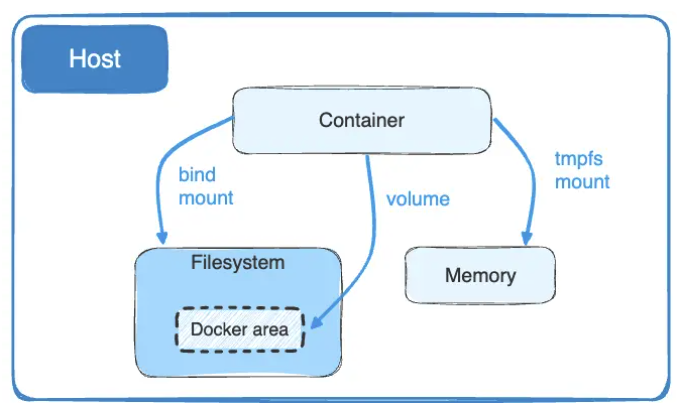 Host
Container
bind
mount
volume
tmpfs
mount
Filesystem
Docker area
Memory